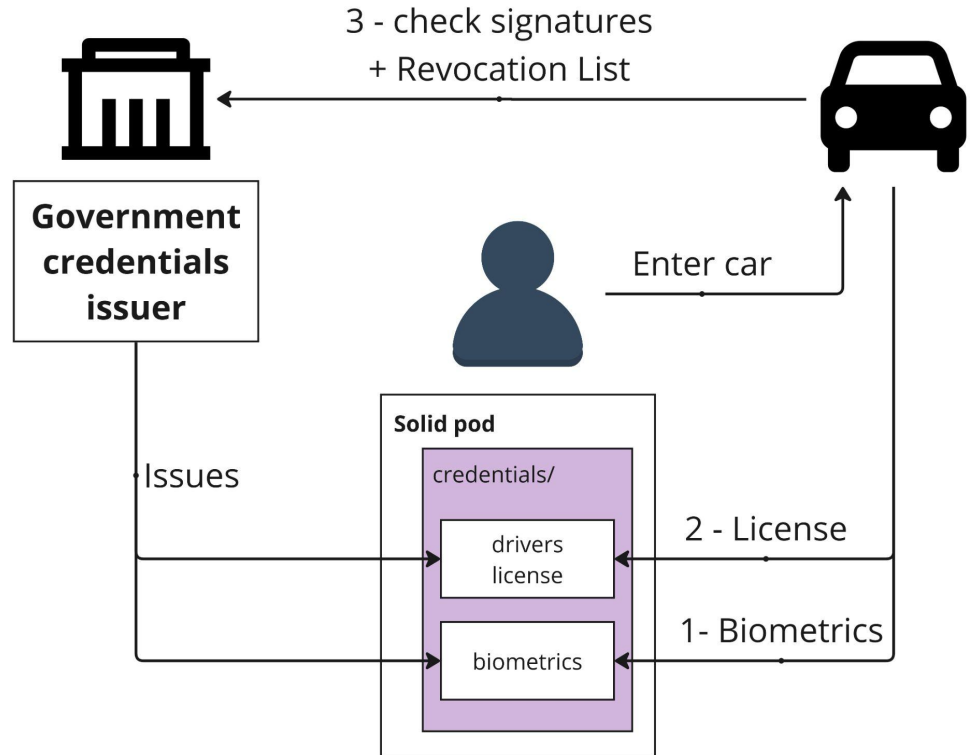 3 - check signatures
+ Revocation List
Government
credentials
issuer
Enter car
Solid pod
credentials/
Issues
drivers
license
2 - License
biometrics
1- Biometrics